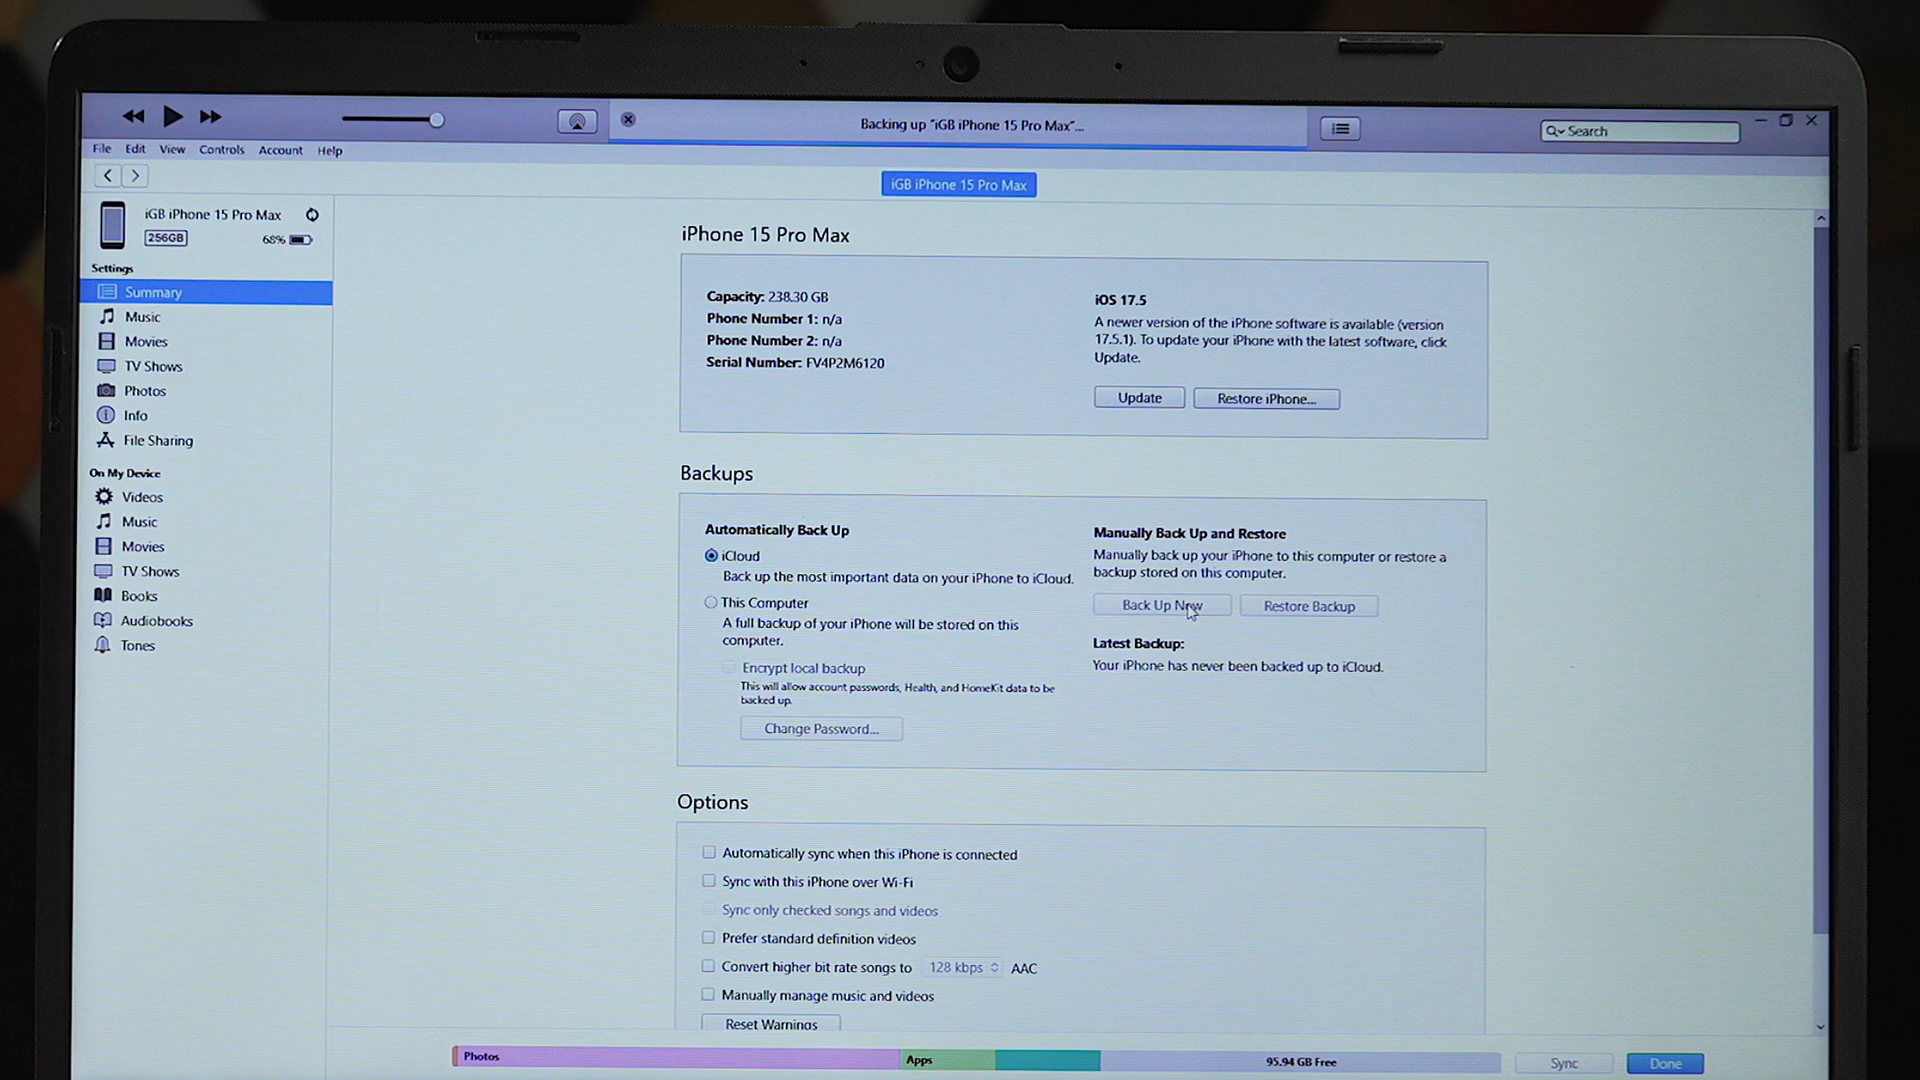 Backing up "iGB iPhone 15 Pro Max"...
Search
File Edit View Controls Account Help
iGB iPhone 15 Pro Max
iGB iPhone 15 Pro Max
256GB
68%
Settings
Summary
Music
Movies
TV Shows
Photos
Info
File Sharing
On My Device
Videos
Music
Movies
TV Shows
Books
Audiobooks
Tones
iPhone 15 Pro Max
Capacity: 238.30 GB
Phone Number 1: n/a
Phone Number 2: n/a
Serial Number: FV4P2M6120
iOS 17.5
A newer version of the iPhone software is available (version
17.5.1). To update your iPhone with the latest software, click
Update.
Update
Restore iPhone...
Backups
Automatically Back Up
iCloud
Back up the most important data on your iPhone to iCloud.
This Computer
A full backup of your iPhone will be stored on this
computer.
Encrypt local backup
This will allow account passwords, Health, and HomeKit data to be
backed up.
Change Password...
Manually Back Up and Restore
Manually back up your iPhone to this computer or restore a
backup stored on this computer.
Back Up Now
Restore Backup
Latest Backup:
Your iPhone has never been backed up to iCloud.
Options
Automatically sync when this iPhone is connected
Sync with this iPhone over Wi-Fi
Sync only checked songs and videos
Prefer standard definition videos
Convert higher bit rate songs to 128 kbps AAC
Manually manage music and videos
Reset Warnings
Photos
Apps
95.94 GB Free
Sync
Done